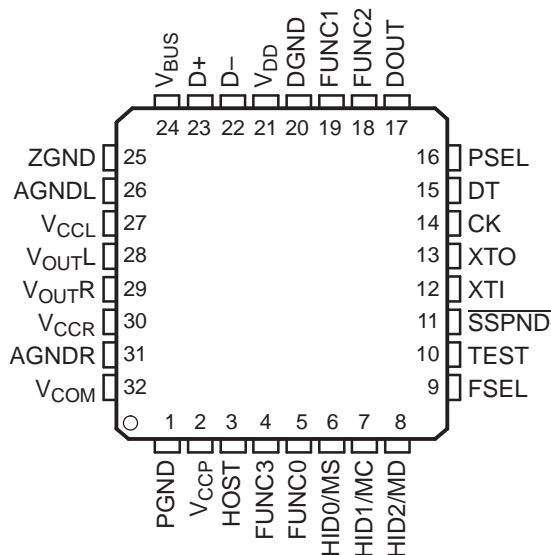 VBUS D+ D– VDD DGND FUNC1 FUNC2 DOUT
24 23 22 21 20 19 18 17
ZGND 25 16 PSEL
AGNDL 26 15 DT
VCCL 27 14 CK
VOUTL 28 13 XTO
VOUTR 29 12 XTI
VCCR 30 11 SSPND
AGNDR 31 10 TEST
VCOM 32 9 FSEL
1 2 3 4 5 6 7 8
PGND VCCP HOST FUNC3 FUNC0 HID0/MS HID1/MC HID2/MD